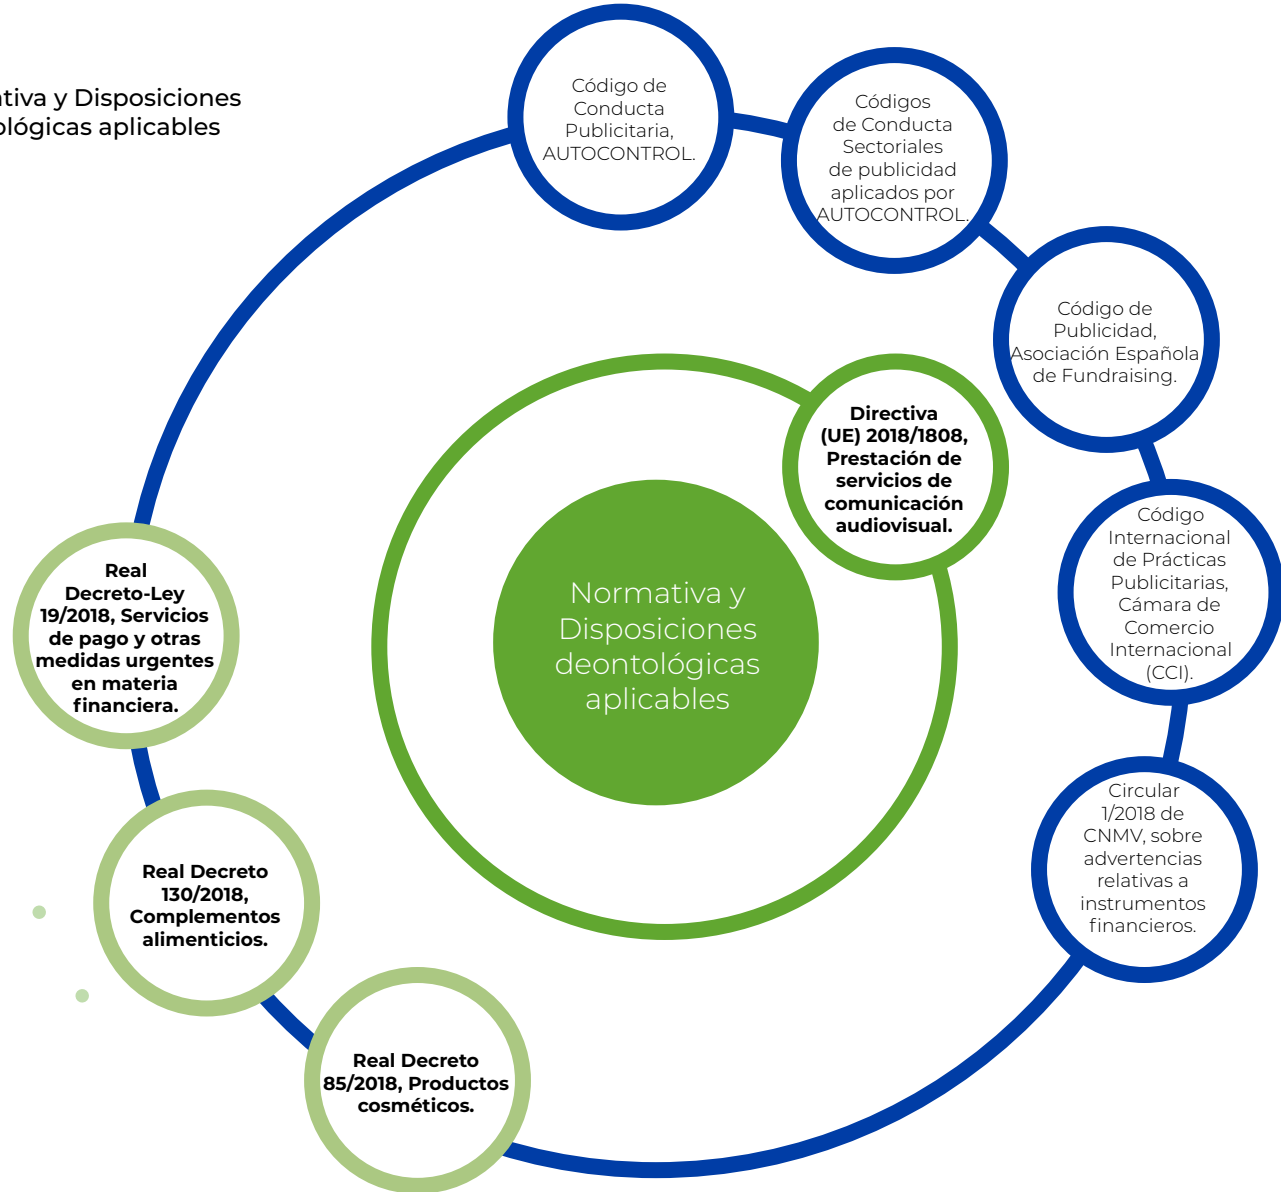 ativa y Disposiciones
ológicas aplicables
Código de
Conducta
Publicitaria,
AUTOCONTROL.
Códigos
de Conducta
Sectoriales
de publicidad
aplicados por
AUTOCONTROL.
Código de
Publicidad,
Asociación Española
de Fundraising.
Directiva
(UE) 2018/1808,
Prestación de
servicios de
comunicación
audiovisual.
Código
Internacional
de Prácticas
Publicitarias,
Cámara de
Comercio
Internacional
(CCI).
Normativa y
Disposiciones
deontológicas
aplicables
Real
Decreto-Ley
19/2018, Servicios
de pago y otras
medidas urgentes
en materia
financiera.
Circular
1/2018 de
CNMV, sobre
advertencias
relativas a
instrumentos
financieros.
Real Decreto
130/2018,
Complementos
alimenticios.
Real Decreto
85/2018, Productos
cosméticos.